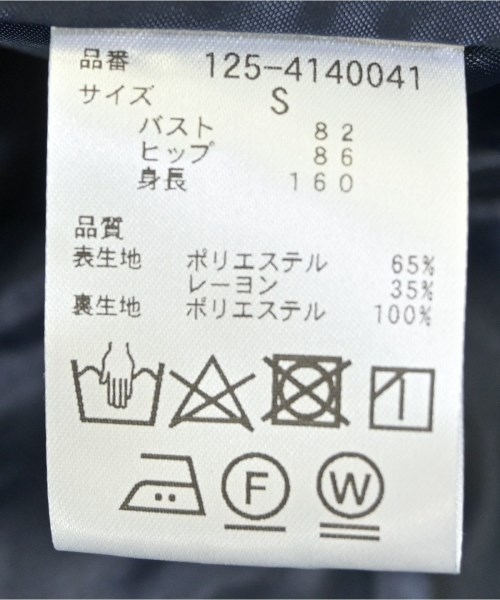 品番 125-4140041
サイズ S
バスト 82
ヒップ 86
身長 160
品質
表生地 ポリエステル 65%
レーヨン 35%
裏生地 ポリエステル 100%
F W